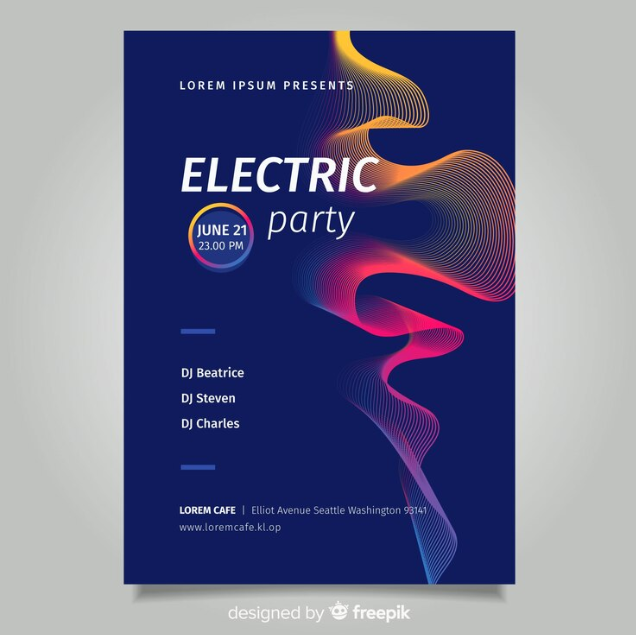 LOREM IPSUM PRESENTS
ELECTRIC
party
JUNE 21
23.00 PM
DJ Beatrice
DJ Steven
DJ Charles
LOREM CAFE | Elliot Avenue Seattle Washington 93141
www.loremcafe.kl.op
designed by freepik